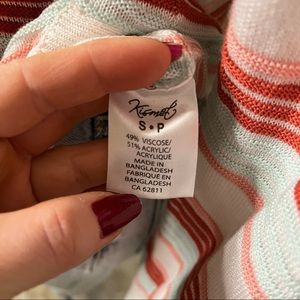 Kismet
S • P
49% VISCOSE/
51% ACRYLIC/
ACRYLIQUE
MADE IN
BANGLADESH
FABRIQUE EN
BANGLADESH
CA 62811